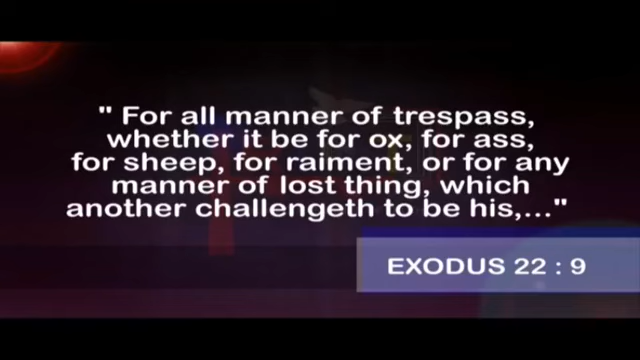 " For all manner of trespass,
whether it be for ox, for ass,
for sheep, for raiment, or for any
manner of lost thing, which
another challengeth to be his,..."
EXODUS 22 : 9